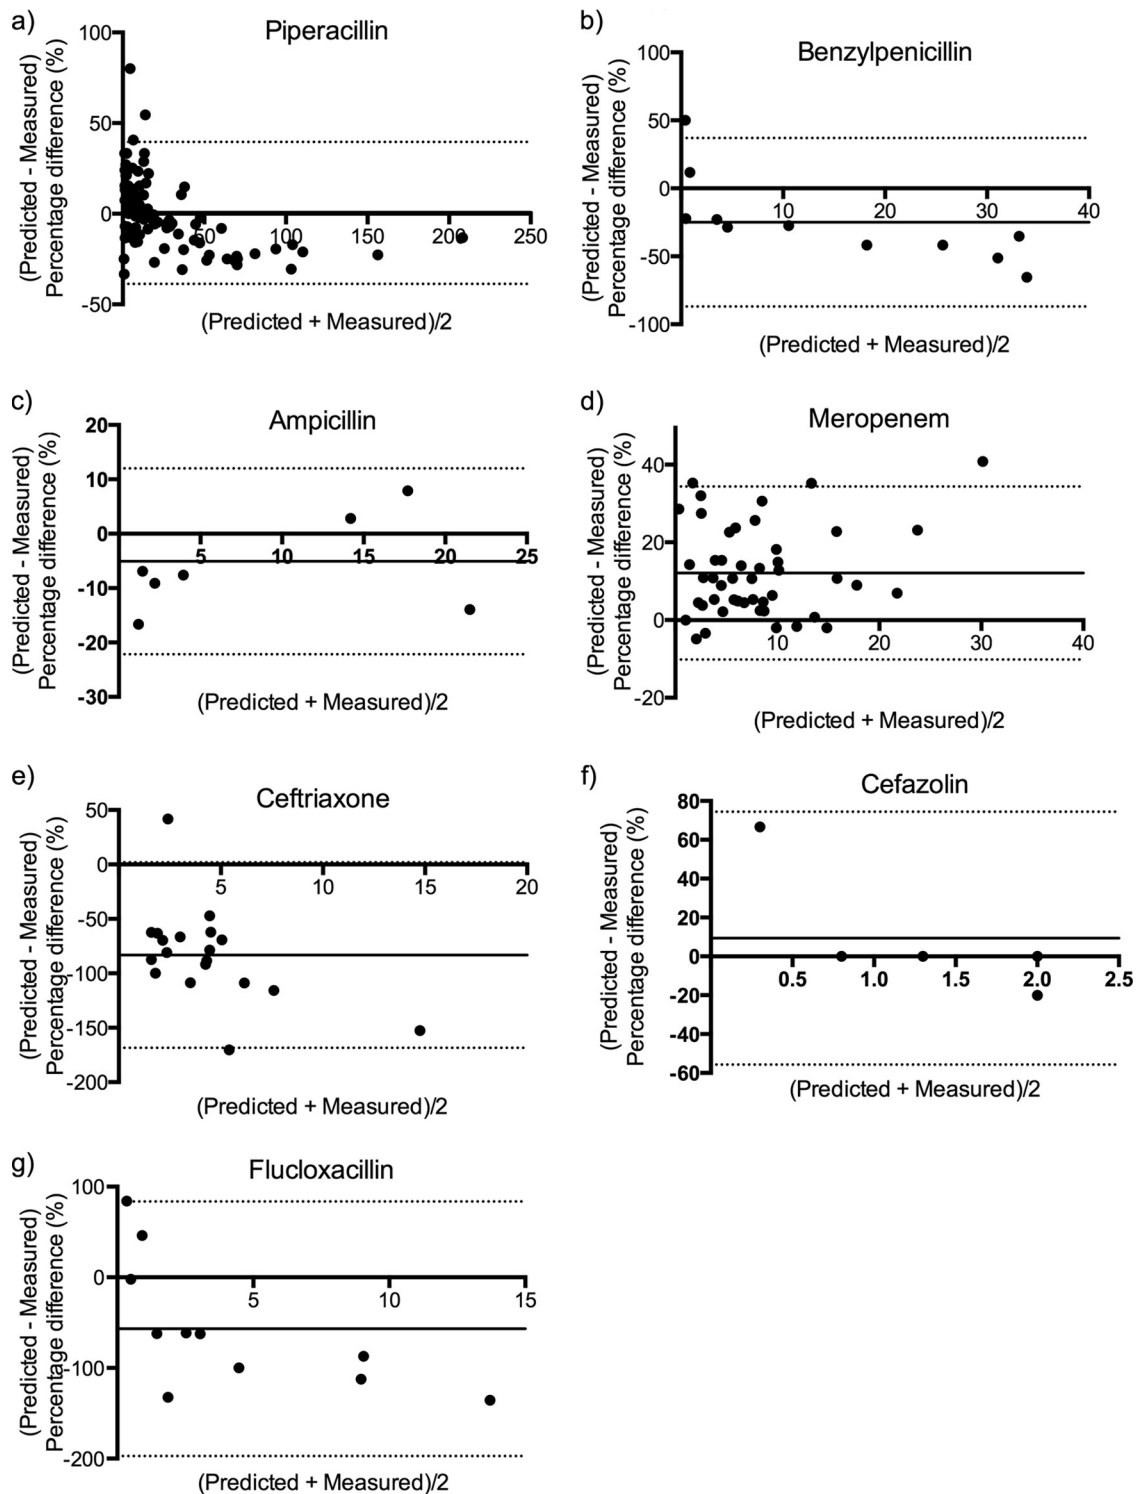 a)
Piperacillin
(Predicted - Measured)
Percentage difference (%)
100
50
0
-50
50
100
150
200
250
(Predicted + Measured)/2
b)
Benzylpenicillin
(Predicted - Measured)
Percentage difference (%)
100
50
0
-50
-100
10
20
30
40
(Predicted + Measured)/2
c)
Ampicillin
(Predicted - Measured)
Percentage difference (%)
20
10
0
-10
-20
-30
5
10
15
20
25
(Predicted + Measured)/2
d)
Meropenem
(Predicted - Measured)
Percentage difference (%)
40
20
0
-20
10
20
30
40
(Predicted + Measured)/2
e)
Ceftriaxone
(Predicted - Measured)
Percentage difference (%)
50
0
-50
-100
-150
-200
5
10
15
20
(Predicted + Measured)/2
f)
Cefazolin
(Predicted - Measured)
Percentage difference (%)
80
60
40
20
0
-20
-40
-60
0.5
1.0
1.5
2.0
2.5
(Predicted + Measured)/2
g)
Flucloxacillin
(Predicted - Measured)
Percentage difference (%)
100
0
-100
-200
5
10
15
(Predicted + Measured)/2